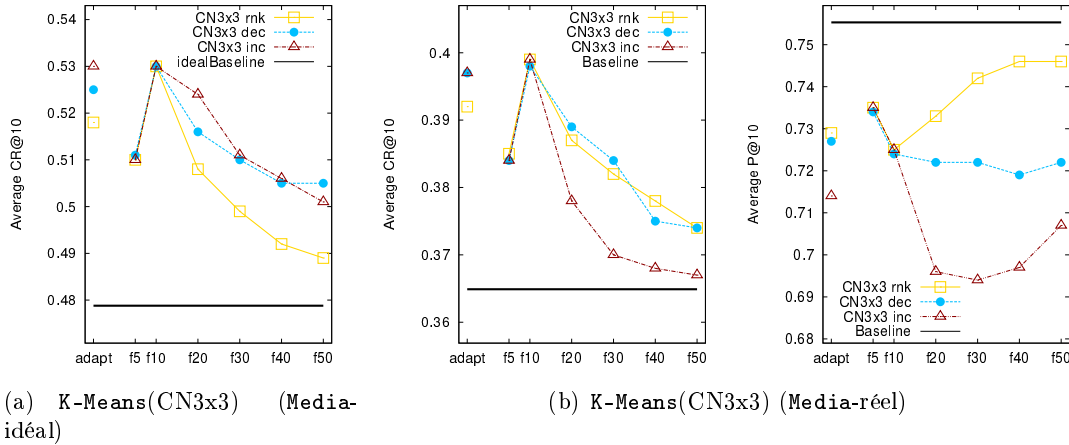 0.54
0.53
0.52
0.51
0.5
0.49
0.48
Average CR@10
CN3x3 rnk
CN3x3 dec
CN3x3 inc
idealBaseline
adapt f5 f10 f20 f30 f40 f50
(a) K-Means(CN3x3) (Media-
idéal)
0.4
0.39
0.38
0.37
0.36
Average CR@10
CN3x3 rnk
CN3x3 dec
CN3x3 inc
Baseline
adapt f5 f10 f20 f30 f40 f50
0.75
0.74
0.73
0.72
0.71
0.7
0.69
0.68
Average P@10
CN3x3 rnk
CN3x3 dec
CN3x3 inc
Baseline
adapt f5 f10 f20 f30 f40 f50
(b) K-Means(CN3x3) (Media-réel)